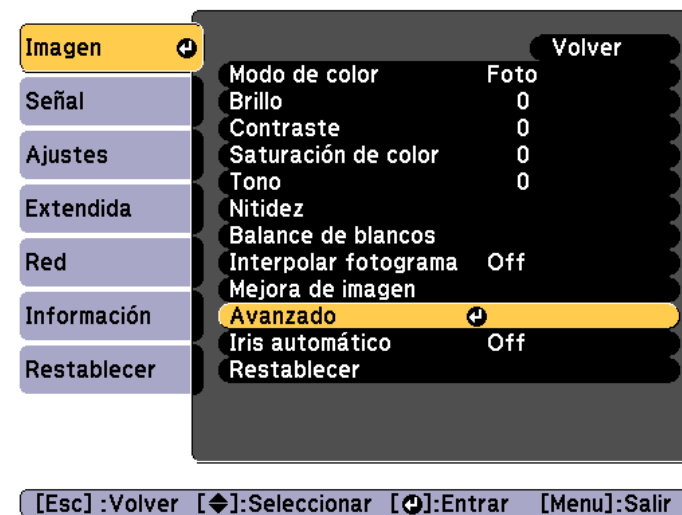 Imagen
Señal
Ajustes
Extendida
Red
Información
Restablecer
Volver
Modo de color Foto
Brillo 0
Contraste 0
Saturación de color 0
Tono 0
Nitidez
Balance de blancos
Interpolar fotograma Off
Mejora de imagen
Avanzado
Iris automático Off
Restablecer
[Esc] :Volver [◆]:Seleccionar [⏎]:Entrar [Menu]:Salir